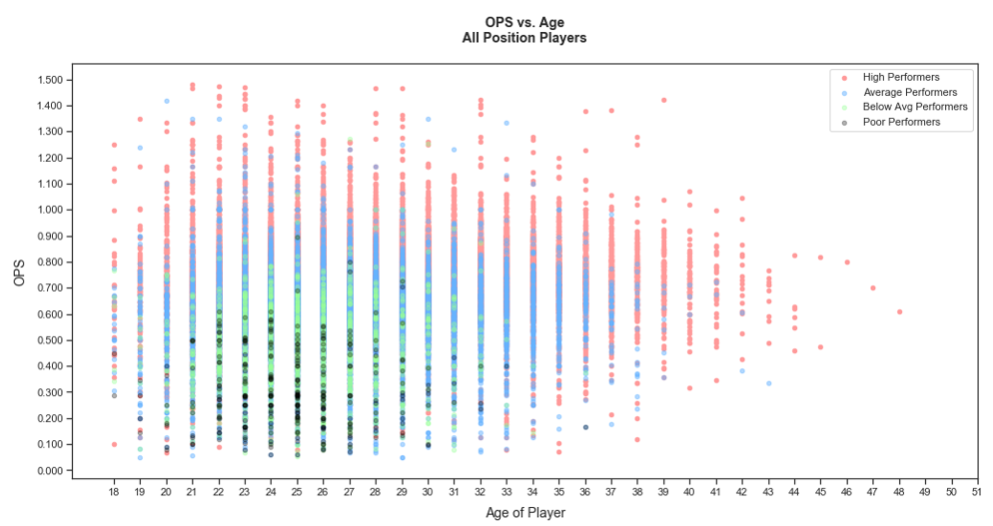 OPS vs. Age
All Position Players
High Performers
Average Performers
Below Avg Performers
Poor Performers
OPS
1.500
1.400
1.300
1.200
1.100
1.000
0.900
0.800
0.700
0.600
0.500
0.400
0.300
0.200
0.100
0.000
18 19 20 21 22 23 24 25 26 27 28 29 30 31 32 33 34 35 36 37 38 39 40 41 42 43 44 45 46 47 48 49 50 51
Age of Player